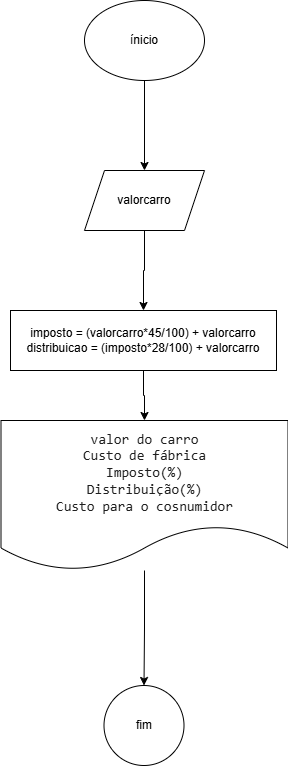 ínicio
valorcarro
imposto = (valorcarro*45/100) + valorcarro
distribuicao = (imposto*28/100) + valorcarro
valor do carro
Custo de fábrica
Imposto(%)
Distribuição(%)
Custo para o cosnumidor
fim